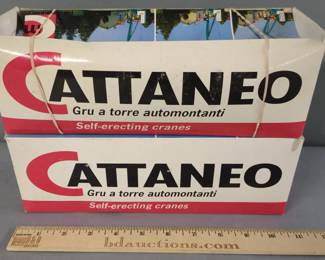 CATTANEO
Gru a torre automontanti
Self-erecting cranes
CATTANEO
Gru a torre automontanti
Self-erecting cranes
bdauctions.com